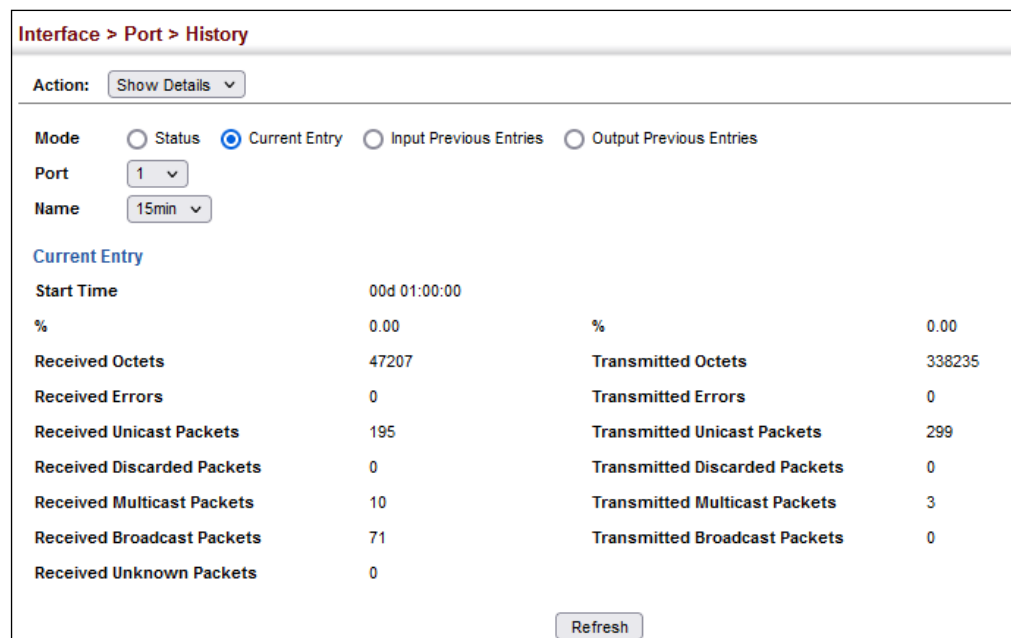 Interface > Port > History
Action: Show Details
Mode Status Current Entry Input Previous Entries Output Previous Entries
Port 1
Name 15min
Current Entry
Start Time 00d 01:00:00
% 0.00 % 0.00
Received Octets 47207 Transmitted Octets 338235
Received Errors 0 Transmitted Errors 0
Received Unicast Packets 195 Transmitted Unicast Packets 299
Received Discarded Packets 0 Transmitted Discarded Packets 0
Received Multicast Packets 10 Transmitted Multicast Packets 3
Received Broadcast Packets 71 Transmitted Broadcast Packets 0
Received Unknown Packets 0
Refresh